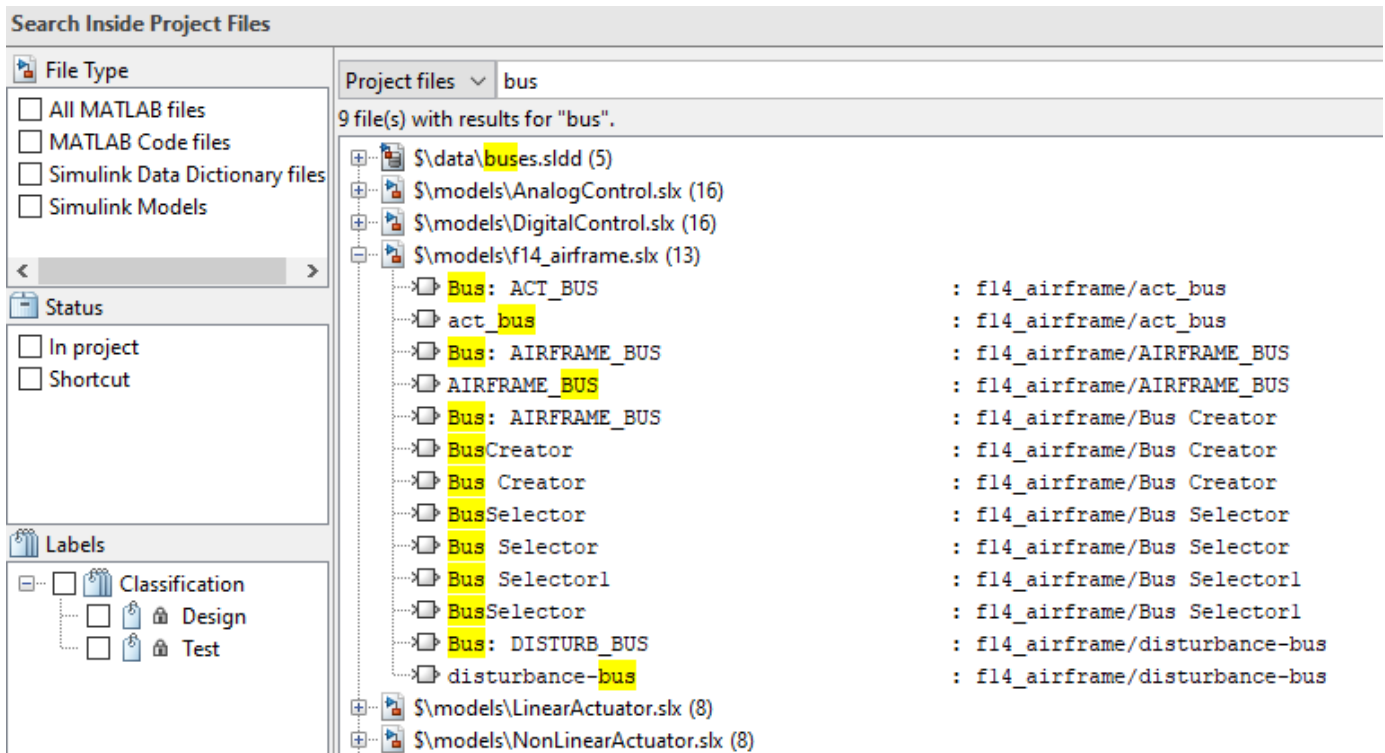 Search Inside Project Files
File Type
All MATLAB files
MATLAB Code files
Simulink Data Dictionary files
Simulink Models
Status
In project
Shortcut
Labels
Classification
Design
Test
Project files bus
9 file(s) with results for "bus".
$\data\buses.sldd (5)
$\models\AnalogControl.slx (16)
$\models\DigitalControl.slx (16)
$\models\f14_airframe.slx (13)
Bus: ACT_BUS : f14_airframe/act_bus
act_bus : f14_airframe/act_bus
Bus: AIRFRAME_BUS : f14_airframe/AIRFRAME_BUS
AIRFRAME_BUS : f14_airframe/AIRFRAME_BUS
Bus: AIRFRAME_BUS : f14_airframe/Bus Creator
BusCreator : f14_airframe/Bus Creator
Bus Creator : f14_airframe/Bus Creator
BusSelector : f14_airframe/Bus Selector
Bus Selector : f14_airframe/Bus Selector
Bus Selector1 : f14_airframe/Bus Selector1
BusSelector : f14_airframe/Bus Selector1
Bus: DISTURB_BUS : f14_airframe/disturbance-bus
disturbance-bus : f14_airframe/disturbance-bus
$\models\LinearActuator.slx (8)
$\models\NonLinearActuator.slx (8)